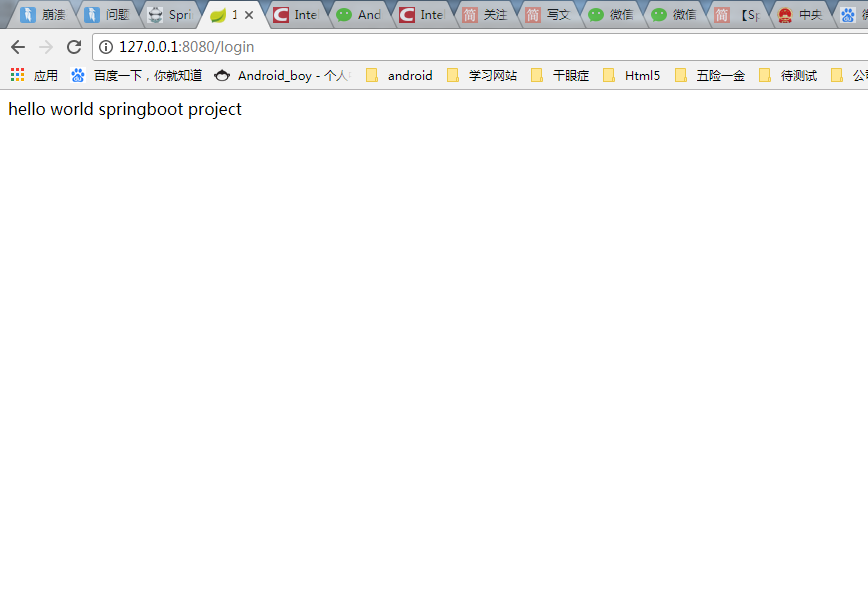 崩溃 问题 Spri 1 Inte And Inte 关注 写文 微信 微信 【Sp 中央
127.0.0.1:8080/login
应用 百度一下，你就知道 Android_boy - 个人 android 学习网站 干眼症 Html5 五险一金 待测试 公司
hello world springboot project